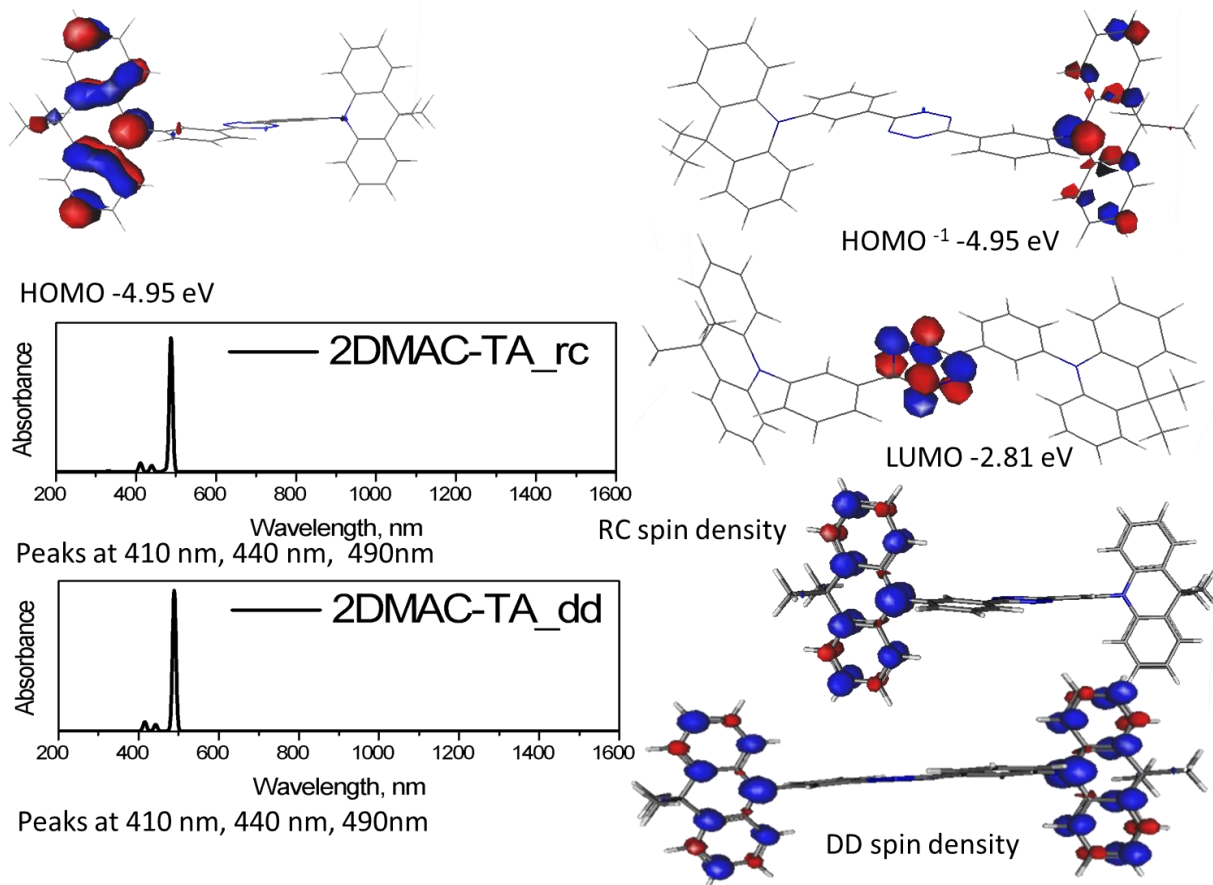 HOMO ⁻¹ -4.95 eV
HOMO -4.95 eV
2DMAC-TA_rc
Absorbance
200 400 600 800 1000 1200 1400 1600
Wavelength, nm
Peaks at 410 nm, 440 nm,  490nm
LUMO -2.81 eV
RC spin density
2DMAC-TA_dd
Absorbance
200 400 600 800 1000 1200 1400 1600
Wavelength, nm
Peaks at 410 nm, 440 nm, 490nm
DD spin density